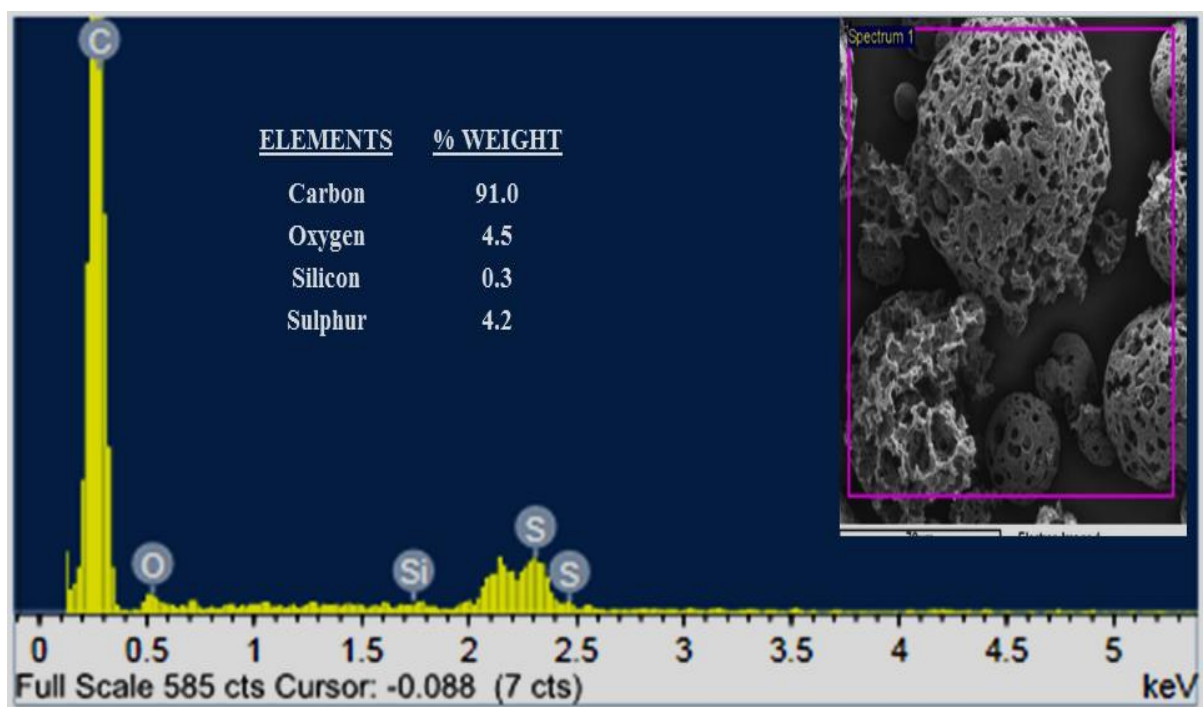 C
Spectrum 1
ELEMENTS % WEIGHT
Carbon 91.0
Oxygen 4.5
Silicon 0.3
Sulphur 4.2
O
Si
S
S
0 0.5 1 1.5 2 2.5 3 3.5 4 4.5 5
Full Scale 585 cts Cursor: -0.088 (7 cts) keV